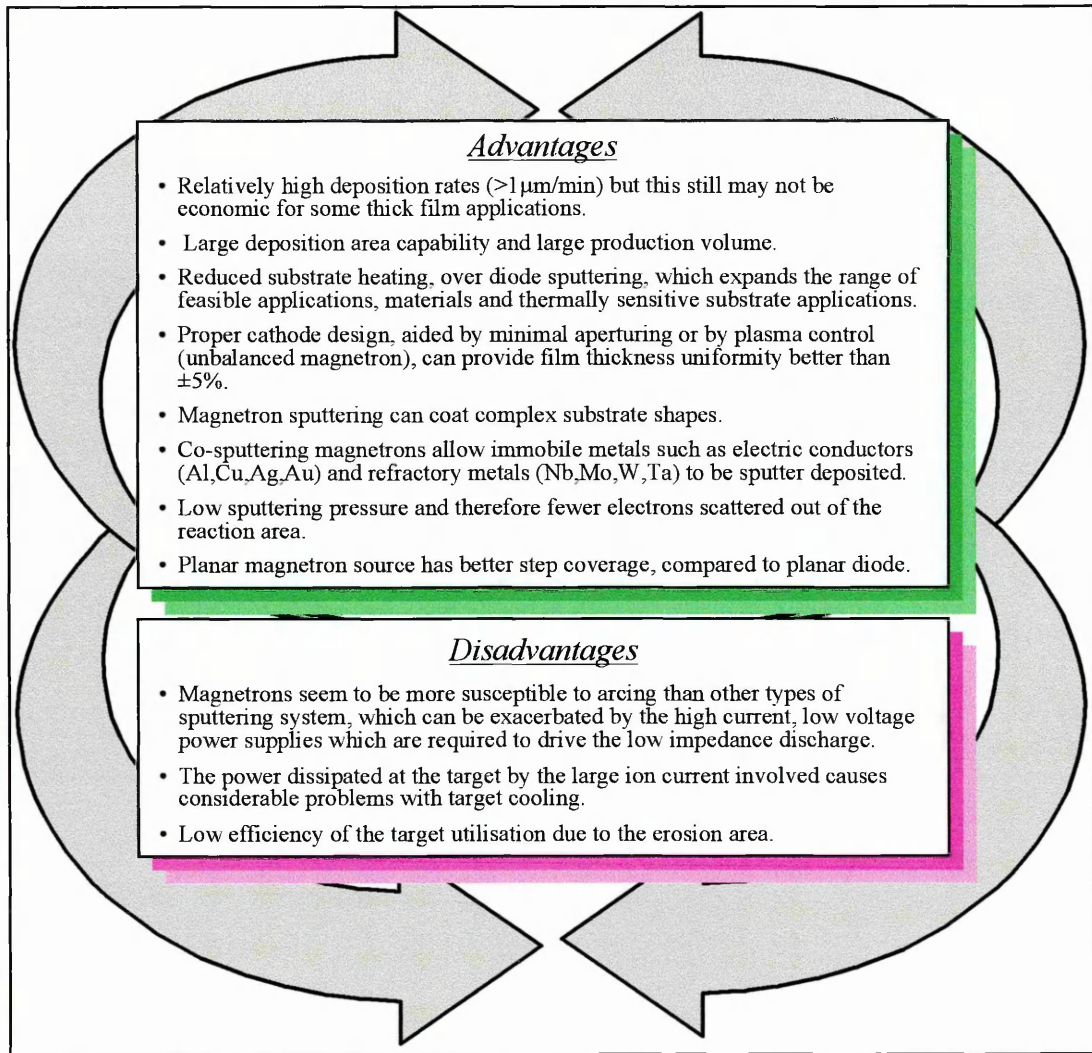 Advantages
• Relatively high deposition rates (>1 µm/min) but this still may not be
economic for some thick film applications.
• Large deposition area capability and large production volume.
• Reduced substrate heating, over diode sputtering, which expands the range of
feasible applications, materials and thermally sensitive substrate applications.
• Proper cathode design, aided by minimal aperturing or by plasma control
(unbalanced magnetron), can provide film thickness uniformity better than
±5%.
• Magnetron sputtering can coat complex substrate shapes.
• Co-sputtering magnetrons allow immobile metals such as electric conductors
(Al,Cu,Ag,Au) and refractory metals (Nb,Mo,W,Ta) to be sputter deposited.
• Low sputtering pressure and therefore fewer electrons scattered out of the
reaction area.
• Planar magnetron source has better step coverage, compared to planar diode.
Disadvantages
• Magnetrons seem to be more susceptible to arcing than other types of
sputtering system, which can be exacerbated by the high current, low voltage
power supplies which are required to drive the low impedance discharge.
• The power dissipated at the target by the large ion current involved causes
considerable problems with target cooling.
• Low efficiency of the target utilisation due to the erosion area.